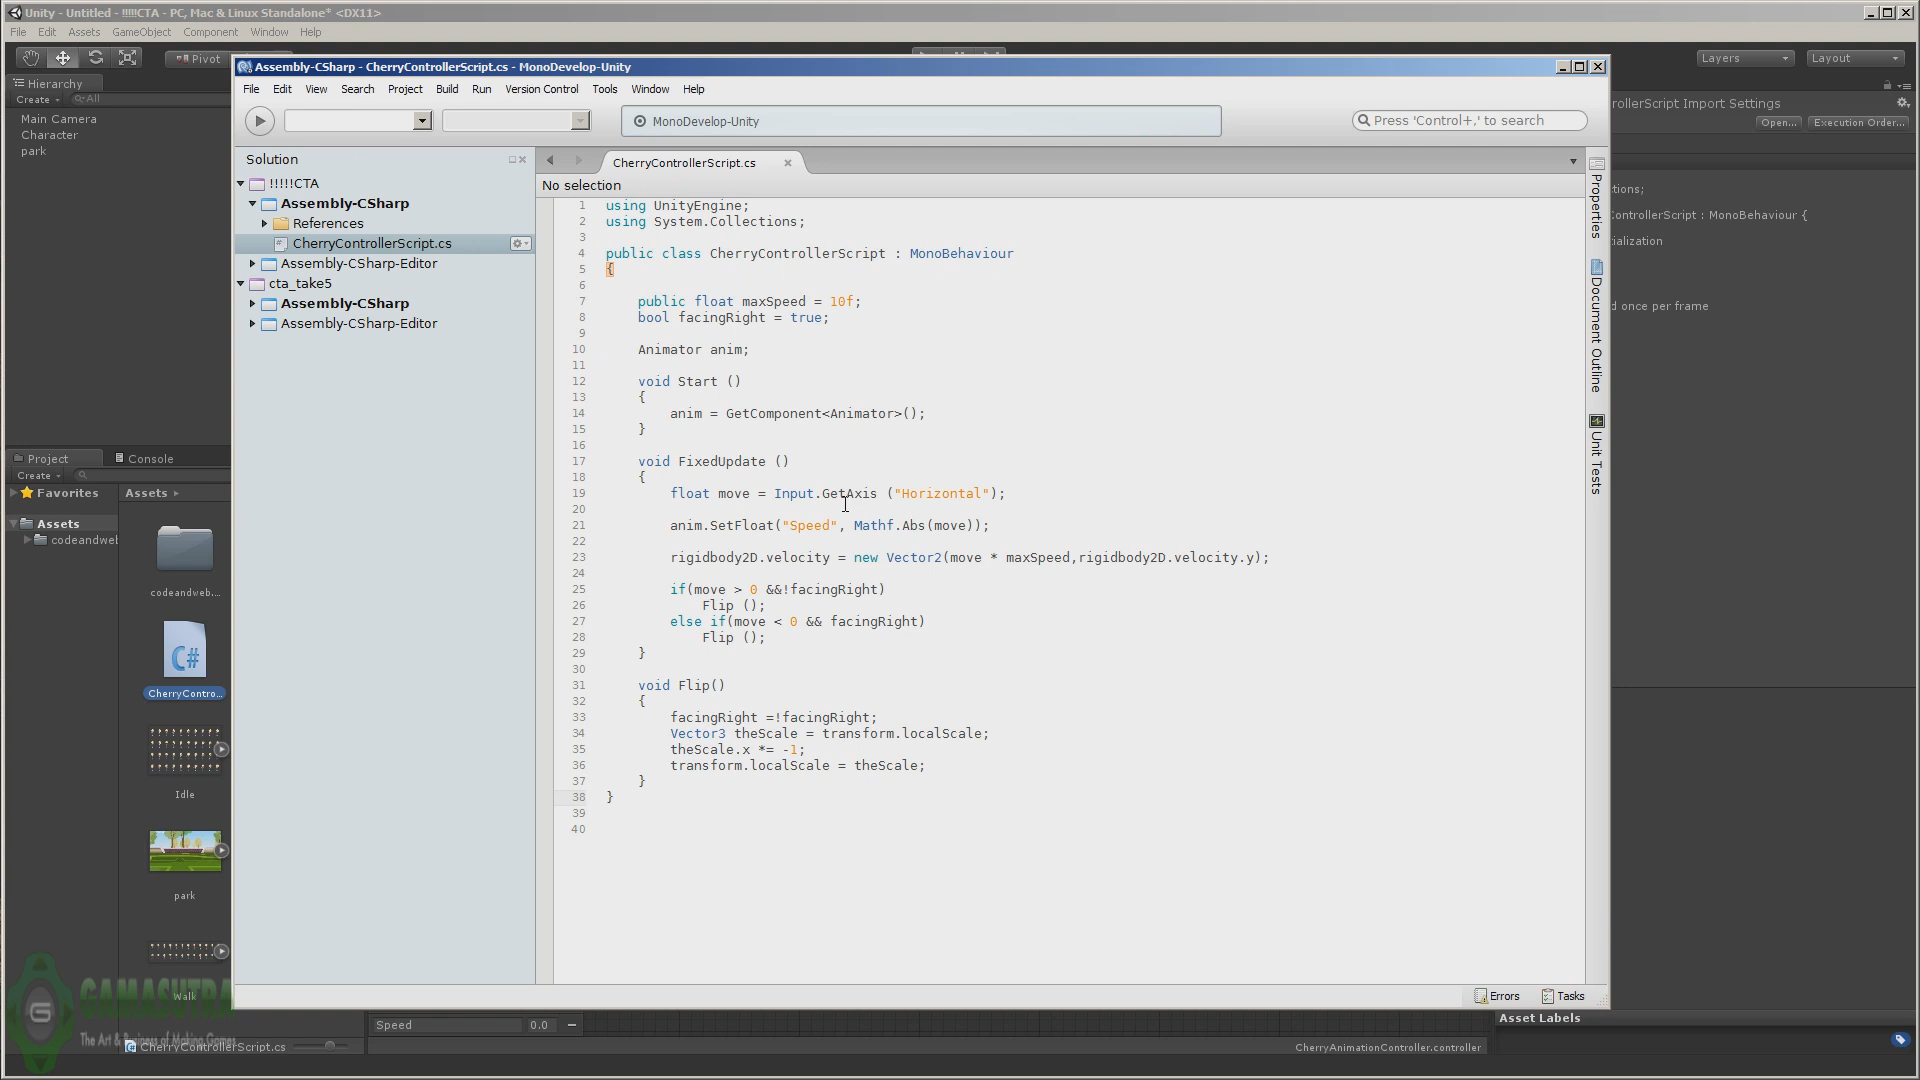 Unity - Untitled - !!!!!CTA - PC, Mac & Linux Standalone* <DX11>
File Edit Assets GameObject Component Window Help
Pivot
Layers
Layout
Hierarchy
Create
All
Main Camera
Character
park
Project
Console
Create
Favorites
Assets
Assets
codeandweb
codeandweb....
CherryContro...
Idle
park
Walk
GAMASUTRA
The Art & Business of Making Games
CherryControllerScript.cs
Assembly-CSharp - CherryControllerScript.cs - MonoDevelop-Unity
File Edit View Search Project Build Run Version Control Tools Window Help
MonoDevelop-Unity
Press 'Control+,' to search
Solution
!!!!!CTA
Assembly-CSharp
References
CherryControllerScript.cs
Assembly-CSharp-Editor
cta_take5
Assembly-CSharp
Assembly-CSharp-Editor
CherryControllerScript.cs
No selection
1 using UnityEngine;
2 using System.Collections;
3
4 public class CherryControllerScript : MonoBehaviour
5 {
6
7 public float maxSpeed = 10f;
8 bool facingRight = true;
9
10 Animator anim;
11
12 void Start ()
13 {
14 anim = GetComponent<Animator>();
15 }
16
17 void FixedUpdate ()
18 {
19 float move = Input.GetAxis ("Horizontal");
20
21 anim.SetFloat("Speed", Mathf.Abs(move));
22
23 rigidbody2D.velocity = new Vector2(move * maxSpeed,rigidbody2D.velocity.y);
24
25 if(move > 0 &&!facingRight)
26 Flip ();
27 else if(move < 0 && facingRight)
28 Flip ();
29 }
30
31 void Flip()
32 {
33 facingRight =!facingRight;
34 Vector3 theScale = transform.localScale;
35 theScale.x *= -1;
36 transform.localScale = theScale;
37 }
38 }
39
40
Properties
Document Outline
Unit Tests
Errors
Tasks
rollerScript Import Settings
Open...
Execution Order...
tions;
ControllerScript : MonoBehaviour {
ialization
d once per frame
Speed 0.0
CherryAnimationController.controller
Asset Labels